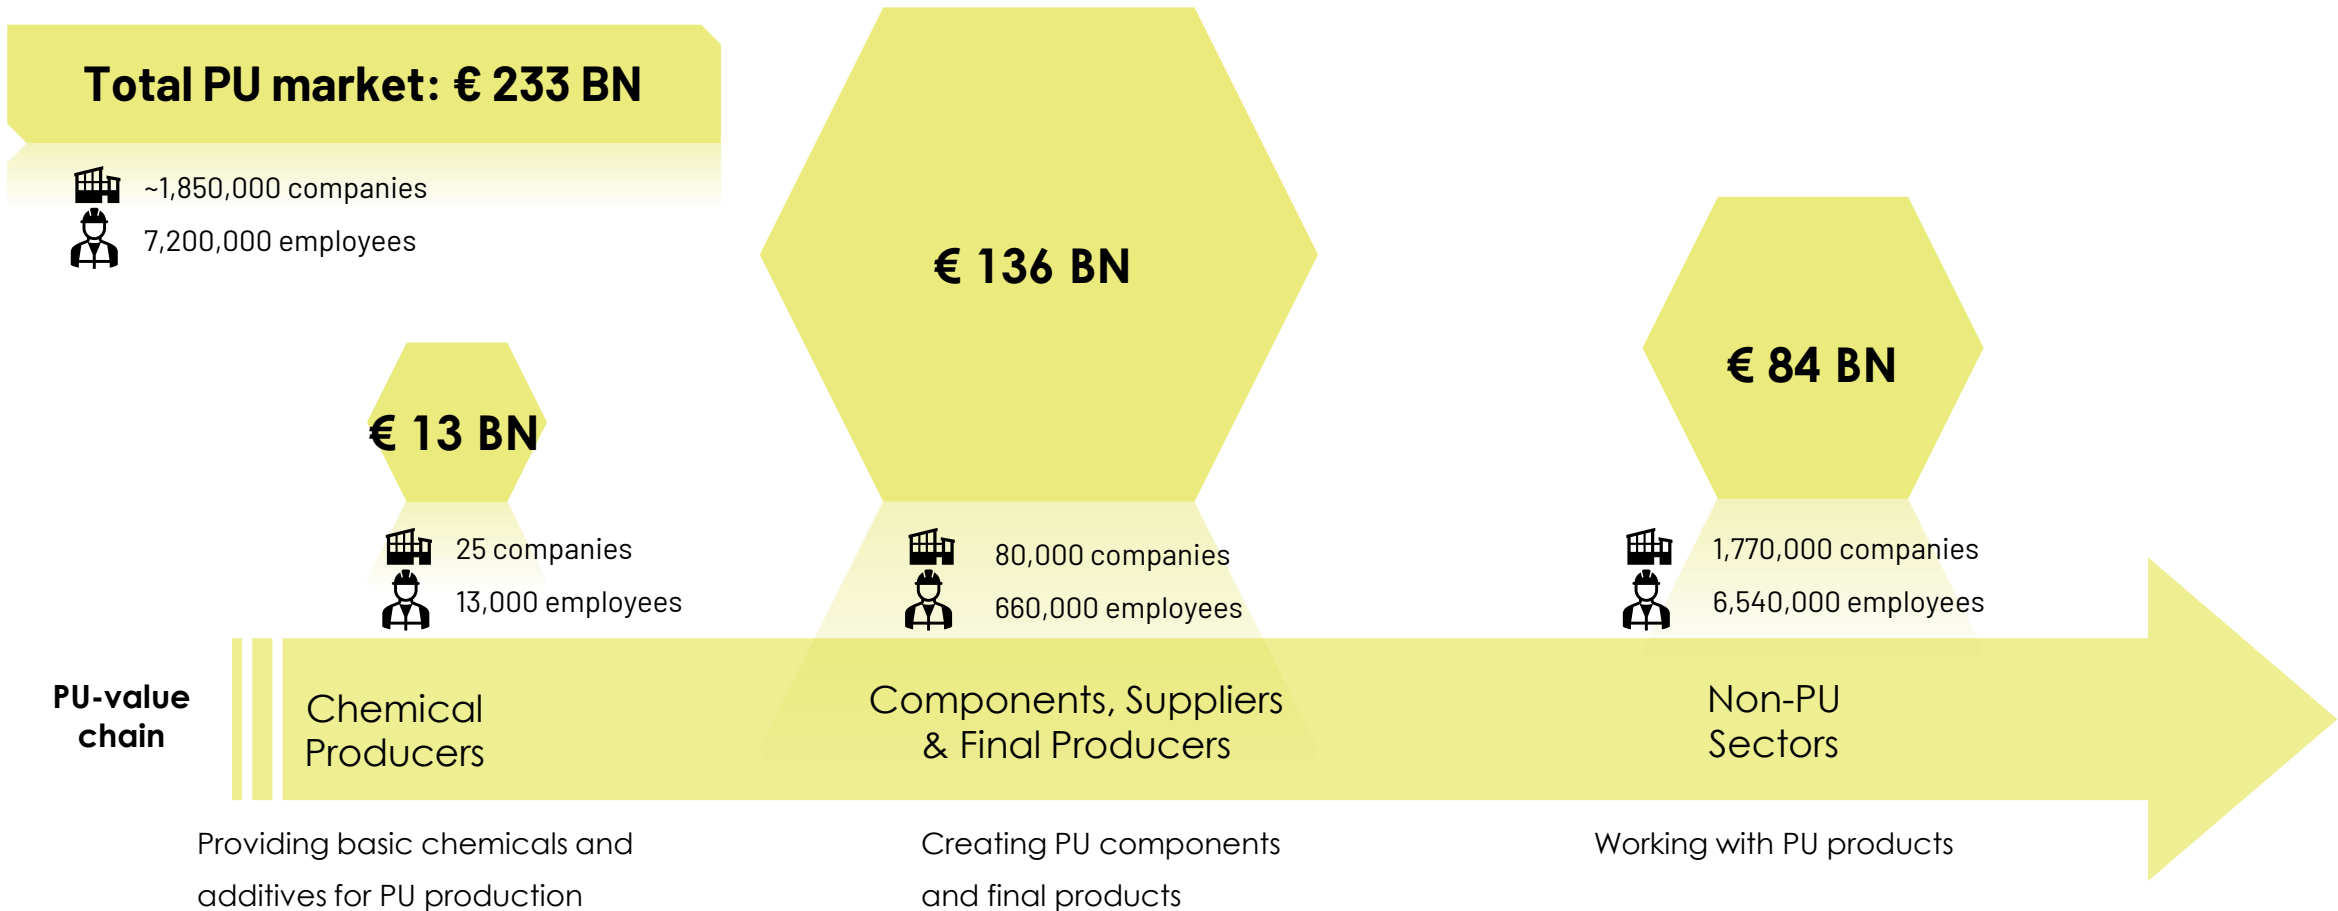 Total PU market: € 233 BN
~1,850,000 companies
7,200,000 employees
€ 13 BN
25 companies
13,000 employees
€ 136 BN
80,000 companies
660,000 employees
€ 84 BN
1,770,000 companies
6,540,000 employees
PU-value
chain
Chemical
Producers
Components, Suppliers
& Final Producers
Non-PU
Sectors
Providing basic chemicals and
additives for PU production
Creating PU components
and final products
Working with PU products